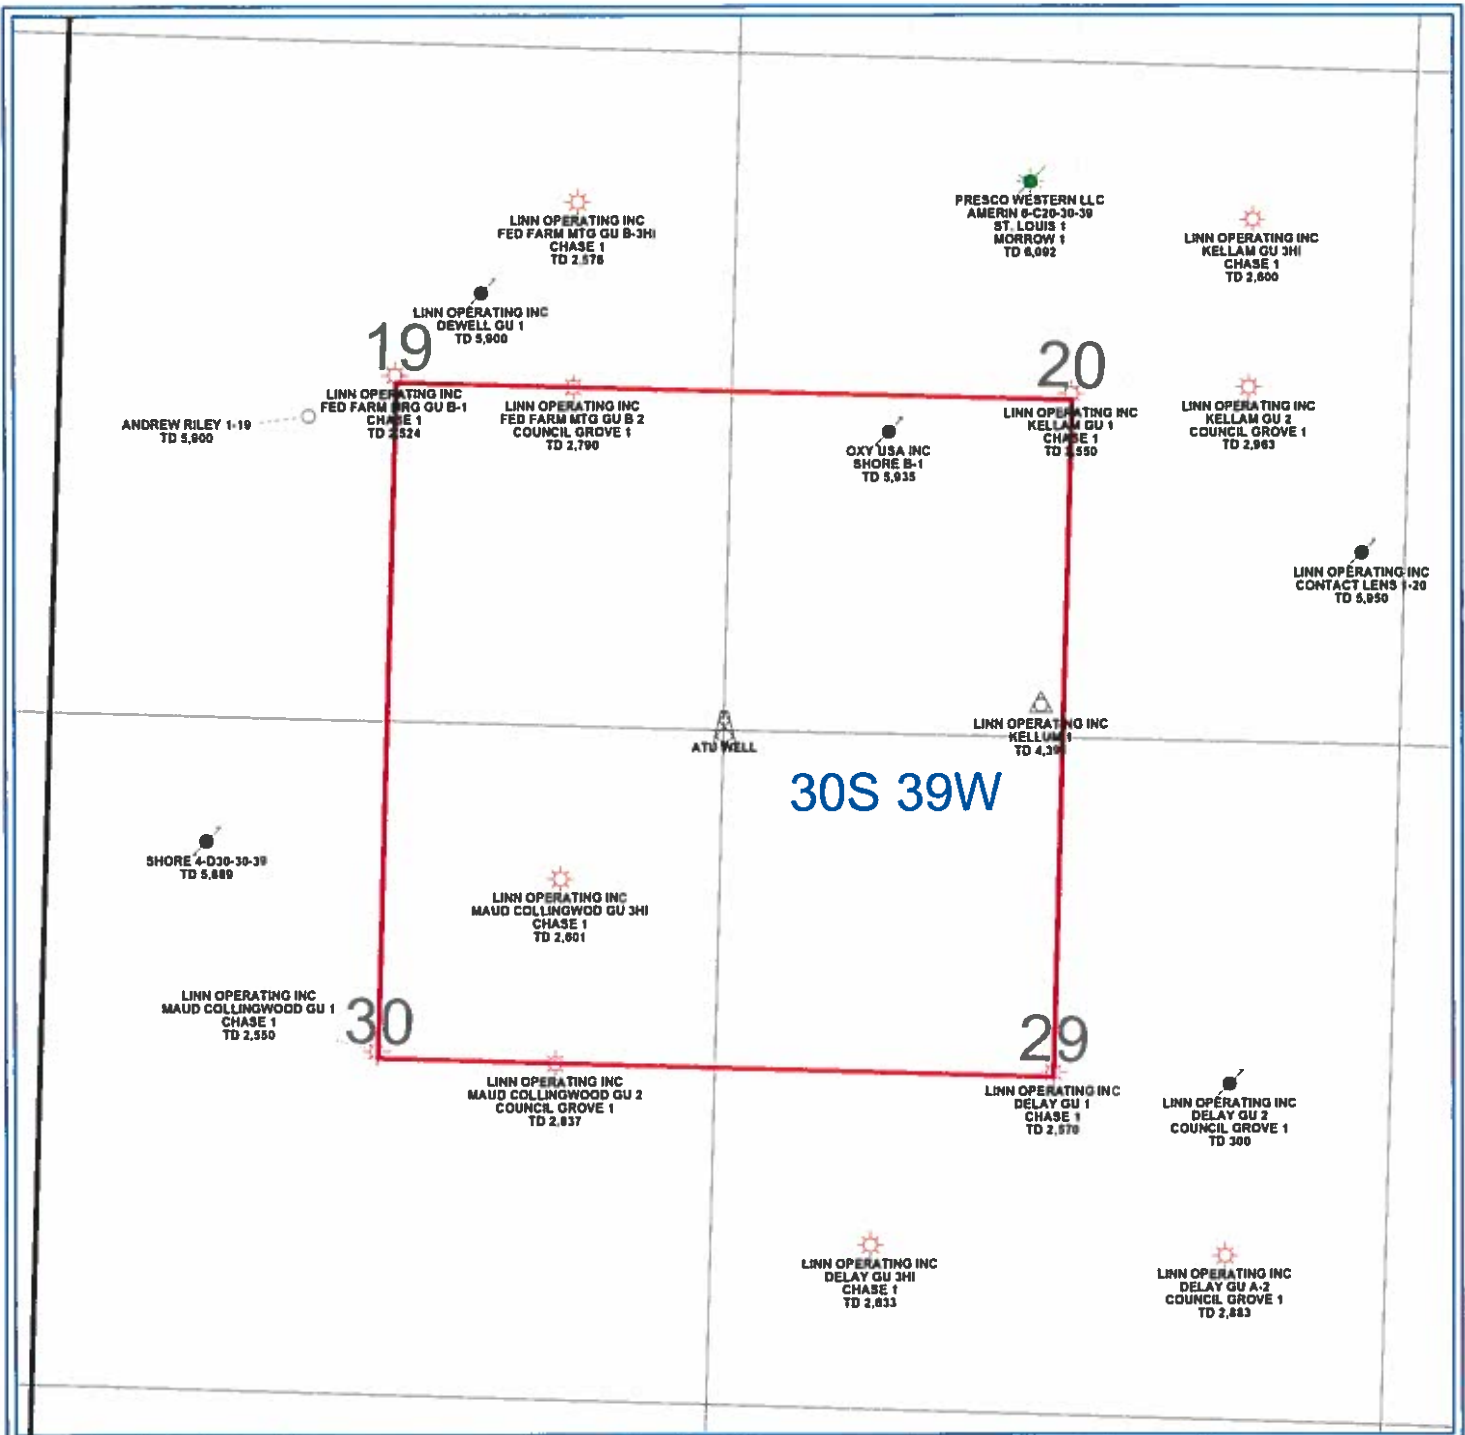 LINN OPERATING INC
FED FARM MTG GU B-3HI
CHASE 1
TD 2,578
PRESCO WESTERN LLC
AMERIN 6-C20-30-39
ST. LOUIS 1
MORROW 1
TD 6,092
LINN OPERATING INC
KELLAM GU 3HI
CHASE 1
TD 2,600
LINN OPERATING INC
DEWELL GU 1
TD 5,900
19
20
LINN OPERATING INC
FED FARM MRG GU B-1
CHASE 1
TD 2,524
ANDREW RILEY 1-19
TD 5,900
LINN OPERATING INC
FED FARM MTG GU B 2
COUNCIL GROVE 1
TD 2,790
OXY USA INC
SHORE B-1
TD 5,935
LINN OPERATING INC
KELLAM GU 1
CHASE 1
TD 2,550
LINN OPERATING INC
KELLAM GU 2
COUNCIL GROVE 1
TD 2,963
LINN OPERATING INC
CONTACT LENS 1-20
TD 5,950
ATU WELL
LINN OPERATING INC
KELLUM 1
TD
30S 39W
SHORE 4-D30-30-39
TD 5,889
LINN OPERATING INC
MAUD COLLINGWOD GU 3HI
CHASE 1
TD 2,601
LINN OPERATING INC
MAUD COLLINGWOOD GU 1
CHASE 1
TD 2,550
30
29
LINN OPERATING INC
MAUD COLLINGWOOD GU 2
COUNCIL GROVE 1
TD 2,837
LINN OPERATING INC
DELAY GU 1
CHASE 1
TD 2,570
LINN OPERATING INC
DELAY GU 2
COUNCIL GROVE 1
TD 300
LINN OPERATING INC
DELAY GU 3HI
CHASE 1
TD 2,633
LINN OPERATING INC
DELAY GU A-2
COUNCIL GROVE 1
TD 2,883